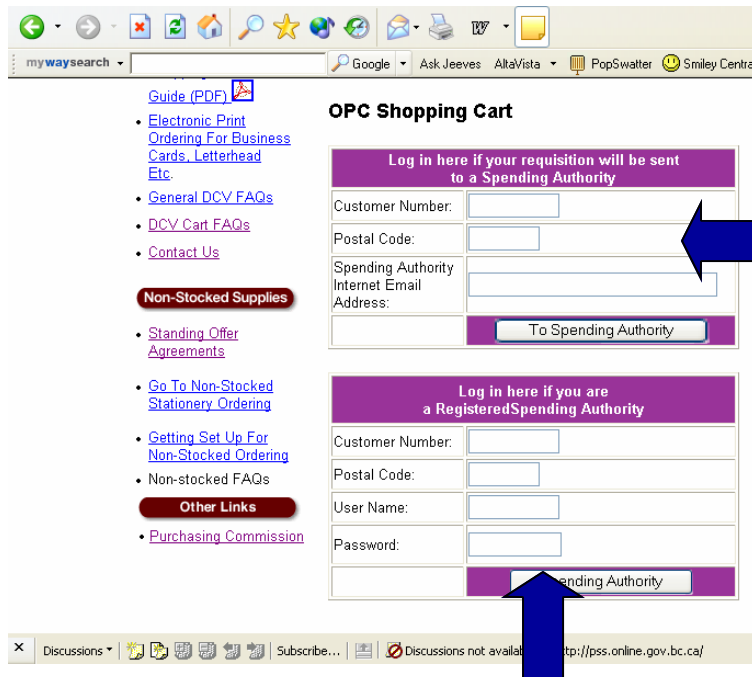 W
mywaysearch
Google
Ask Jeeves
AltaVista
PopSwatter
Smiley Centra
Guide (PDF)
Electronic Print
Ordering For Business
Cards, Letterhead
Etc.
General DCV FAQs
DCV Cart FAQs
Contact Us
Non-Stocked Supplies
Standing Offer
Agreements
Go To Non-Stocked
Stationery Ordering
Getting Set Up For
Non-Stocked Ordering
Non-stocked FAQs
Other Links
Purchasing Commission
OPC Shopping Cart
Log in here if your requisition will be sent
to a Spending Authority
Customer Number:
Postal Code:
Spending Authority
Internet Email
Address:
To Spending Authority
Log in here if you are
a RegisteredSpending Authority
Customer Number:
Postal Code:
User Name:
Password:
ending Authority
Discussions
Subscribe...
Discussions not availa ttp://pss.online.gov.bc.ca/